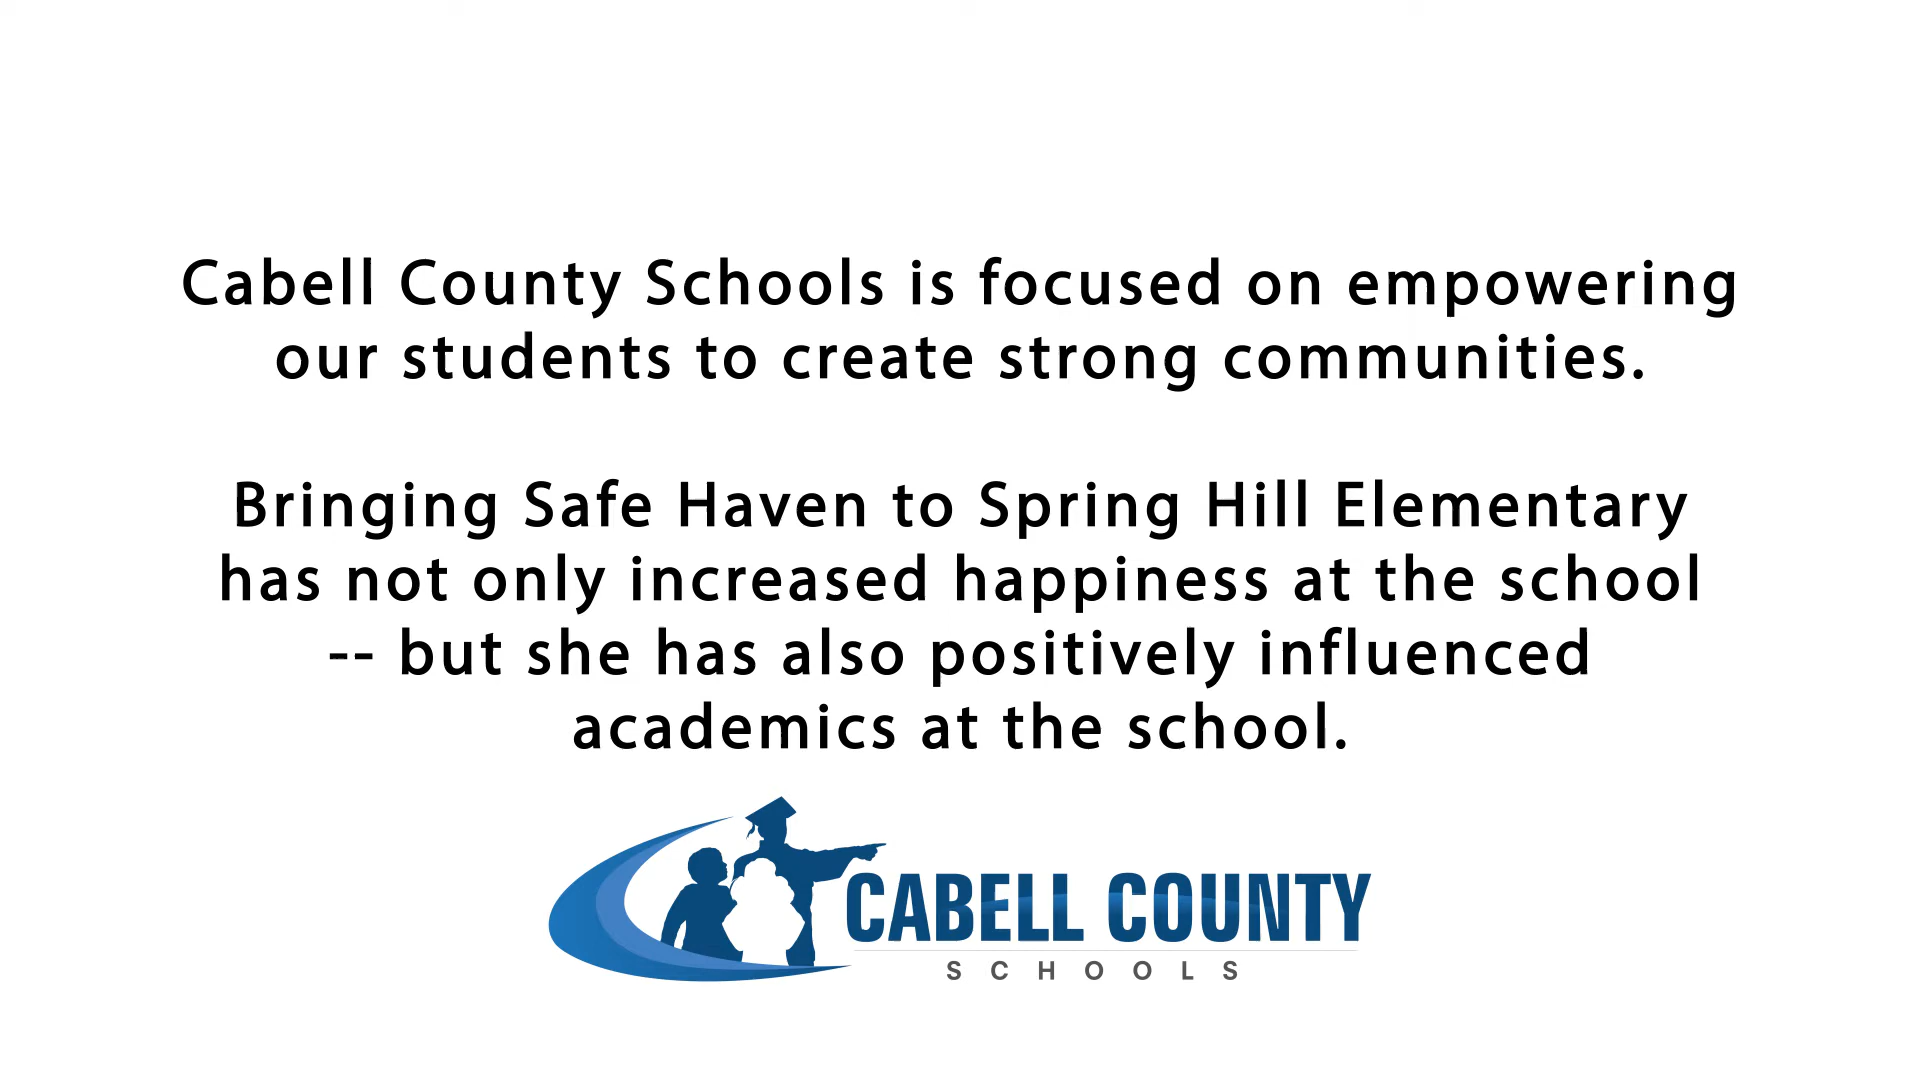 Cabell County Schools is focused on empowering
our students to create strong communities.
Bringing Safe Haven to Spring Hill Elementary
has not only increased happiness at the school
-- but she has also positively influenced
academics at the school.
CABELL COUNTY
SCHOOLS